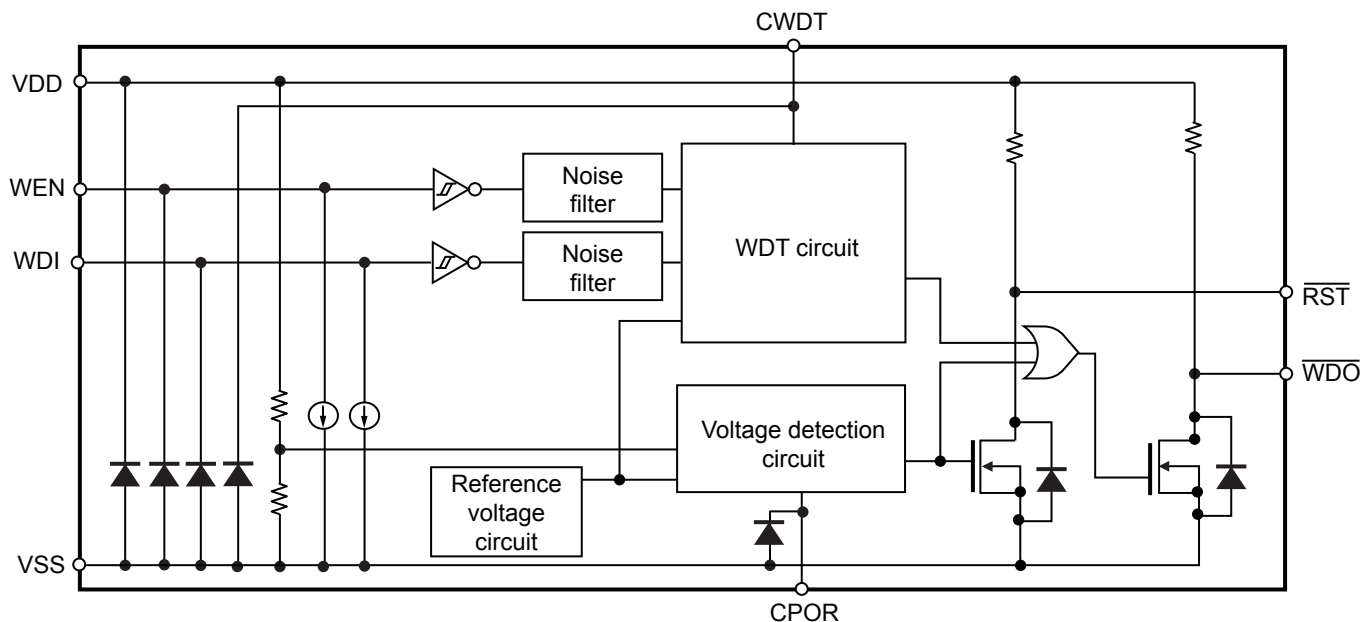 CWDT
VDD
WEN
Noise
filter
WDI
Noise
filter
WDT circuit
RST
WDO
Voltage detection
circuit
Reference
voltage
circuit
VSS
CPOR